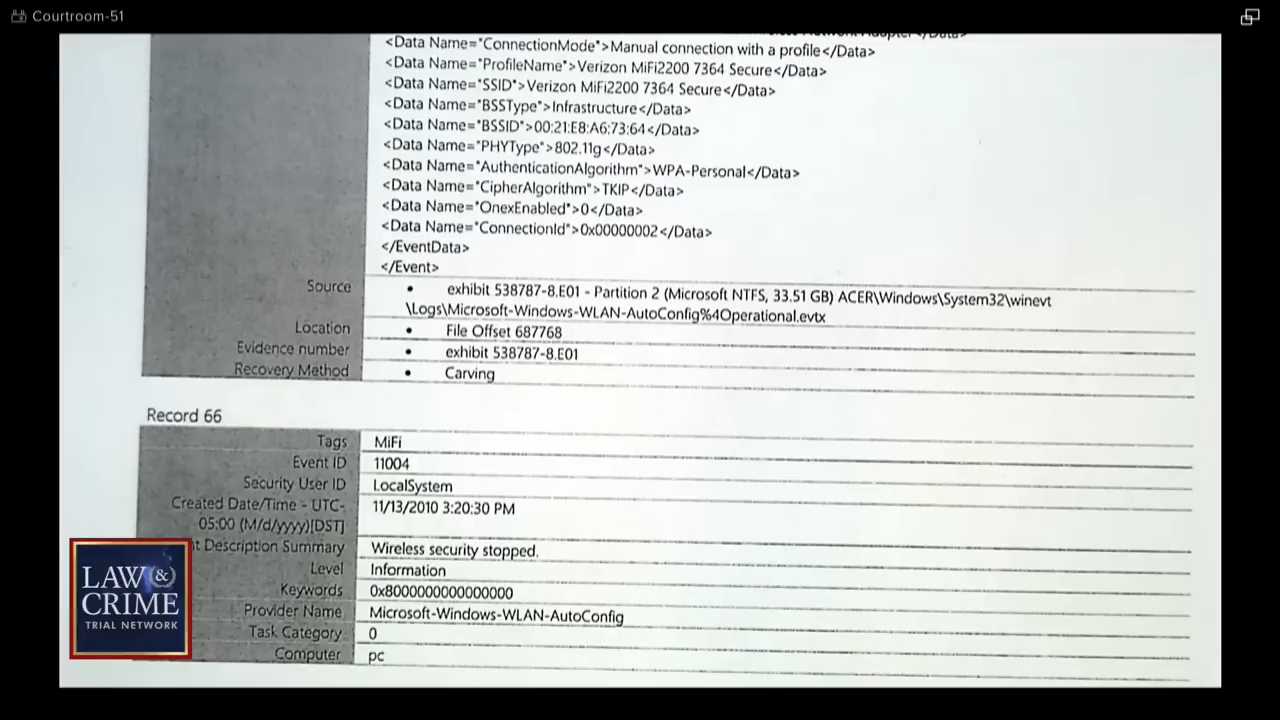 Courtroom-51
Adapter</Data>
<Data Name="ConnectionMode">Manual connection with a profile</Data>
<Data Name="ProfileName">Verizon MiFi2200 7364 Secure</Data>
<Data Name="SSID">Verizon MiFi2200 7364 Secure</Data>
<Data Name="BSSType">Infrastructure</Data>
<Data Name="BSSID">00:21:E8:A6:73:64</Data>
<Data Name="PHYType">802.11g</Data>
<Data Name="AuthenticationAlgorithm">WPA-Personal</Data>
<Data Name="CipherAlgorithm">TKIP</Data>
<Data Name="OnexEnabled">0</Data>
<Data Name="ConnectionId">0x00000002</Data>
</EventData>
</Event>
Source • exhibit 538787-8.E01 - Partition 2 (Microsoft NTFS, 33.51 GB) ACER\Windows\System32\winevt
\Logs\Microsoft-Windows-WLAN-AutoConfig%4Operational.evtx
Location • File Offset 687768
Evidence number • exhibit 538787-8.E01
Recovery Method • Carving
Record 66
Tags MiFi
Event ID 11004
Security User ID LocalSystem
Created Date/Time - UTC- 11/13/2010 3:20:30 PM
05:00 (M/d/yyyy)[DST]
t Description Summary Wireless security stopped.
Level Information
Keywords 0x8000000000000000
Provider Name Microsoft-Windows-WLAN-AutoConfig
Task Category 0
Computer pc
LAW &
CRIME
TRIAL NETWORK